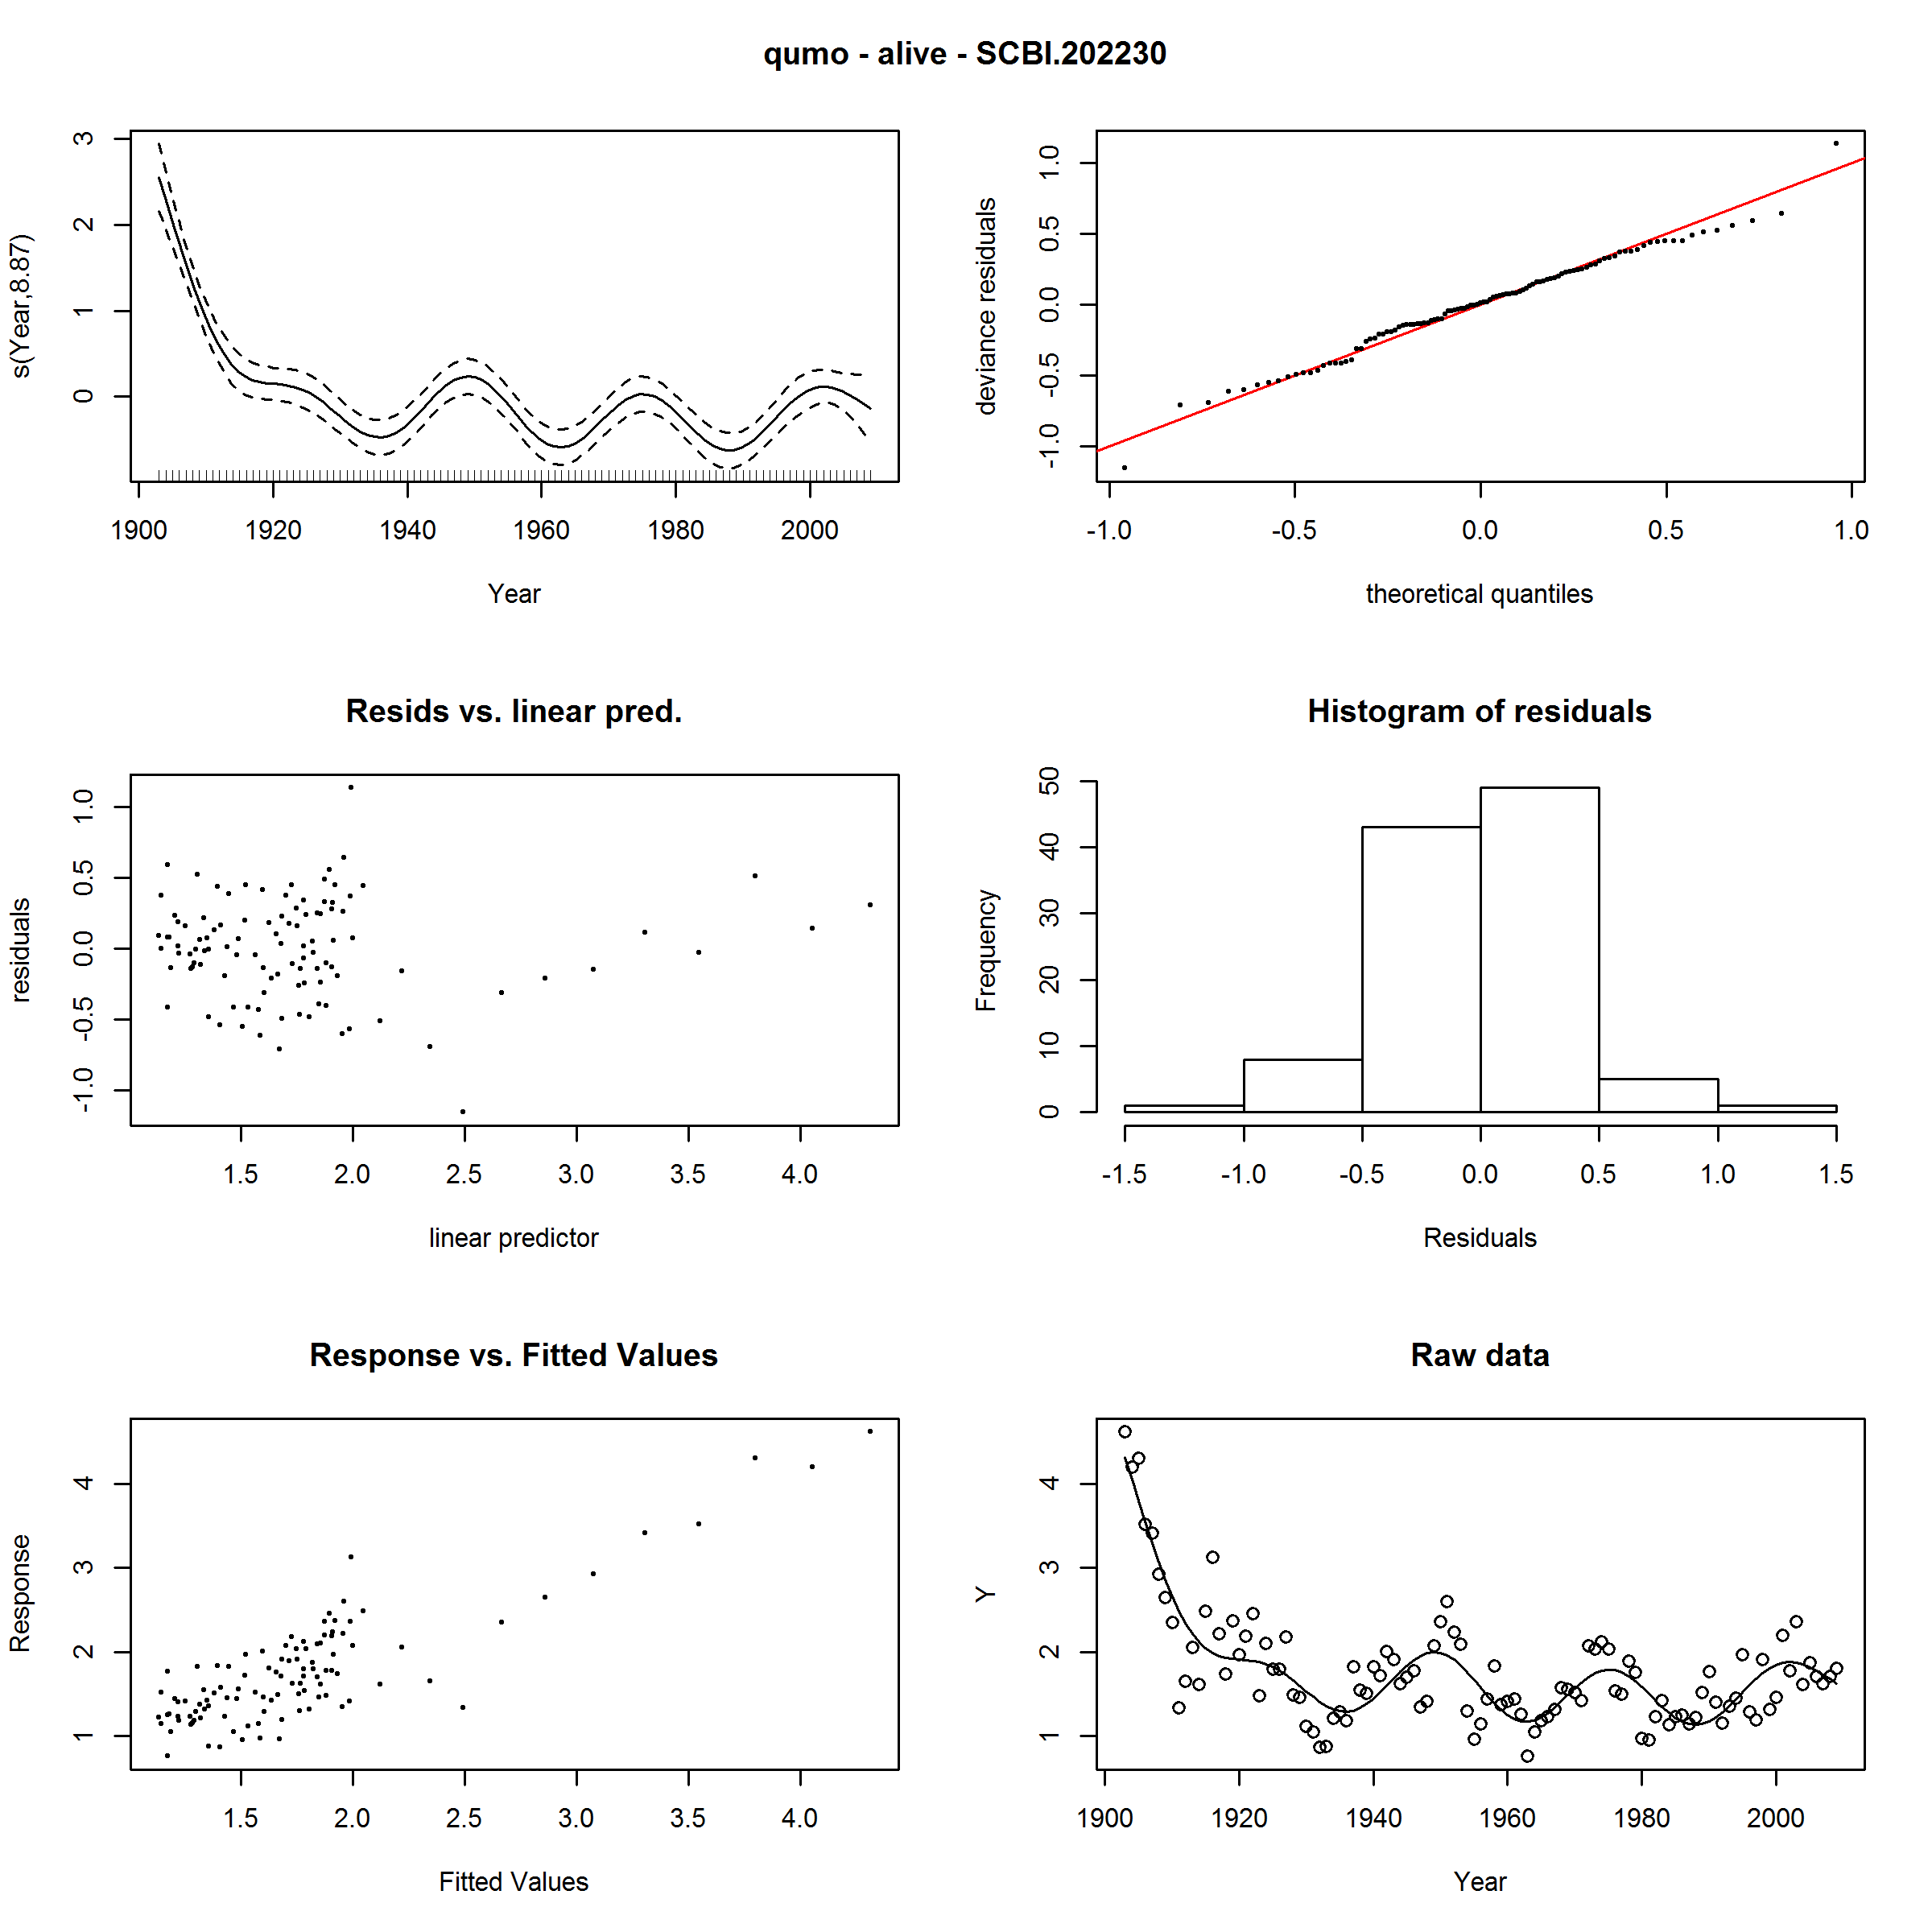 qumo - alive - SCBI.202230
s(Year,8.87)
3
2
1
0
1900 1920 1940 1960 1980 2000
Year
deviance residuals
1.0
0.5
0.0
-0.5
-1.0
-1.0 -0.5 0.0 0.5 1.0
theoretical quantiles
Resids vs. linear pred.
residuals
1.0
0.5
0.0
-0.5
-1.0
1.5 2.0 2.5 3.0 3.5 4.0
linear predictor
Histogram of residuals
Frequency
50
40
30
20
10
0
-1.5 -1.0 -0.5 0.0 0.5 1.0 1.5
Residuals
Response vs. Fitted Values
Response
4
3
2
1
1.5 2.0 2.5 3.0 3.5 4.0
Fitted Values
Raw data
Y
4
3
2
1
1900 1920 1940 1960 1980 2000
Year